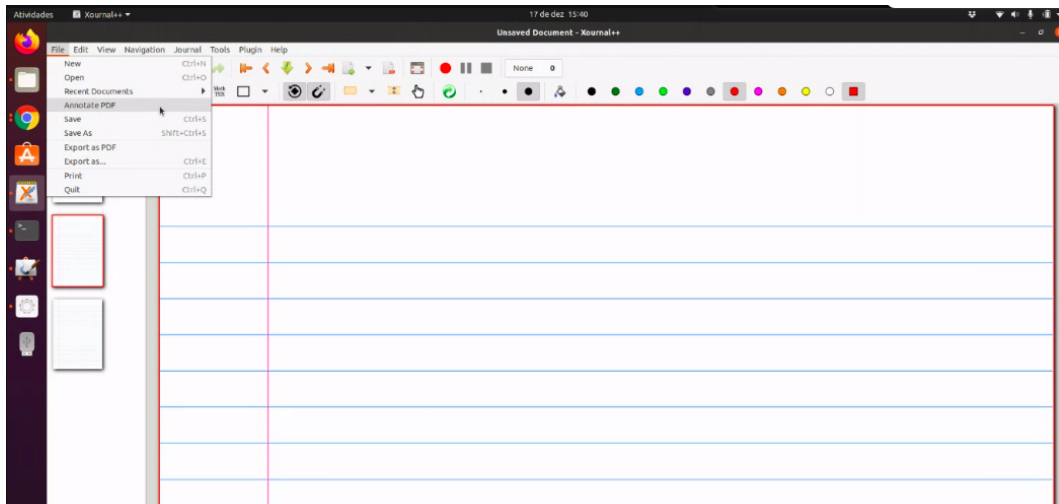 Atividades Xournal++ 17 de dez 15:40
Unsaved Document - Xournal++
File Edit View Navigation Journal Tools Plugin Help
New Ctrl+N
Open Ctrl+O
Recent Documents
Annotate PDF
Save Ctrl+S
Save As Shift+Ctrl+S
Export as PDF
Export as... Ctrl+E
Print Ctrl+P
Quit Ctrl+Q
None 0